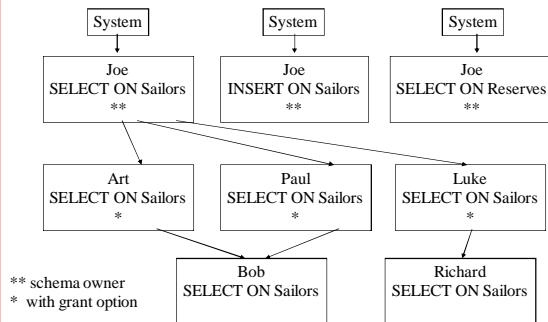 System
System
System
Joe
SELECT ON Sailors
**
Joe
INSERT ON Sailors
**
Joe
SELECT ON Reserves
**
Art
SELECT ON Sailors
*
Paul
SELECT ON Sailors
*
Luke
SELECT ON Sailors
*
Bob
SELECT ON Sailors
Richard
SELECT ON Sailors
** schema owner
* with grant option